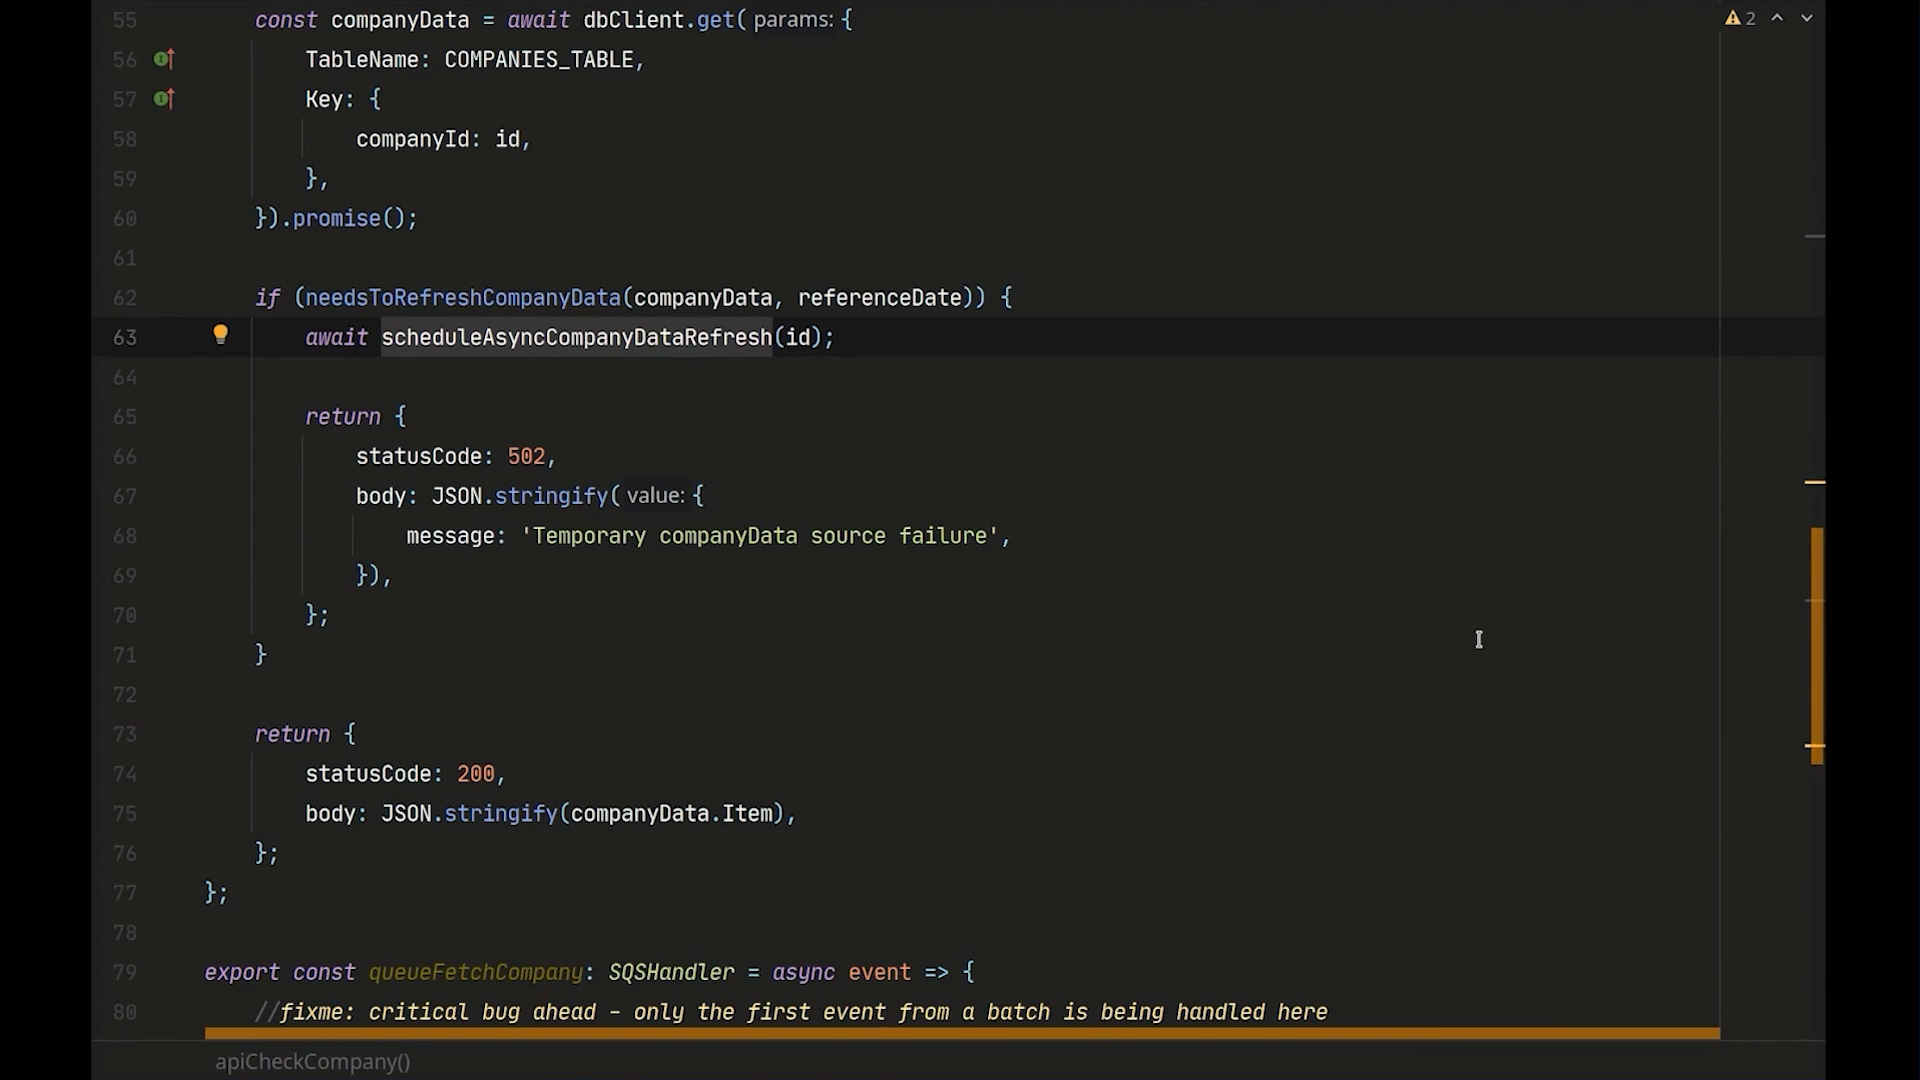 55 const companyData = await dbClient.get( params: {
2
56 TableName: COMPANIES_TABLE,
57 Key: {
58 companyId: id,
59 },
60 }).promise();
61
62 if (needsToRefreshCompanyData(companyData, referenceDate)) {
63 await scheduleAsyncCompanyDataRefresh(id);
64
65 return {
66 statusCode: 502,
67 body: JSON.stringify( value: {
68 message: 'Temporary companyData source failure',
69 }),
70 };
71 }
72
73 return {
74 statusCode: 200,
75 body: JSON.stringify(companyData.Item),
76 };
77 };
78
79 export const queueFetchCompany: SQSHandler = async event => {
80 //fixme: critical bug ahead - only the first event from a batch is being handled here
apiCheckCompany()